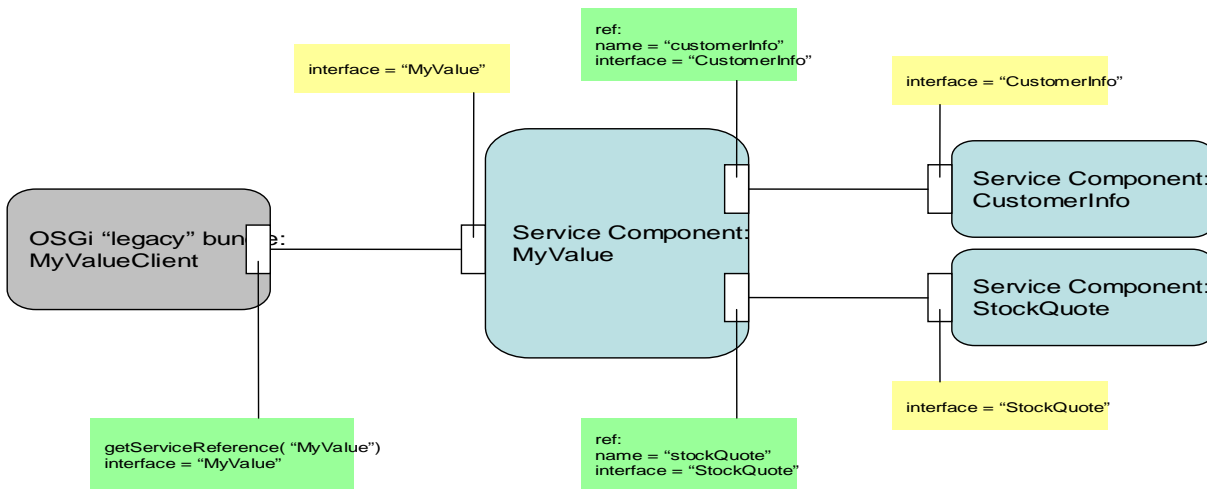 ref:
name = “customerInfo”
interface = “CustomerInfo”
interface = “MyValue”
interface = “CustomerInfo”
Service Component:
CustomerInfo
OSGi “legacy” bundle:
MyValueClient
Service Component:
MyValue
Service Component:
StockQuote
interface = “StockQuote”
getServiceReference( “MyValue”)
interface = “MyValue”
ref:
name = “stockQuote”
interface = “StockQuote”